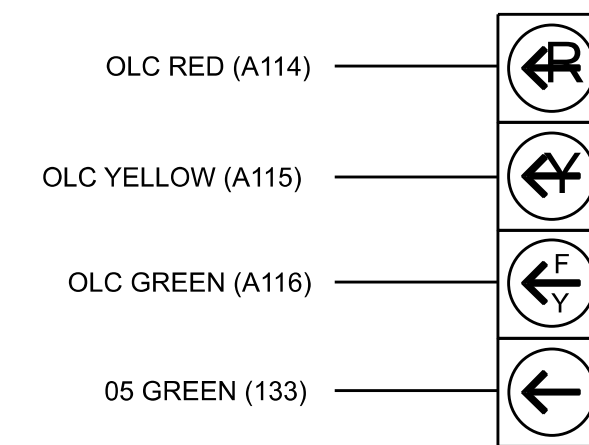 OLC RED (A114)
R
OLC YELLOW (A115)
Y
OLC GREEN (A116)
F
Y
05 GREEN (133)